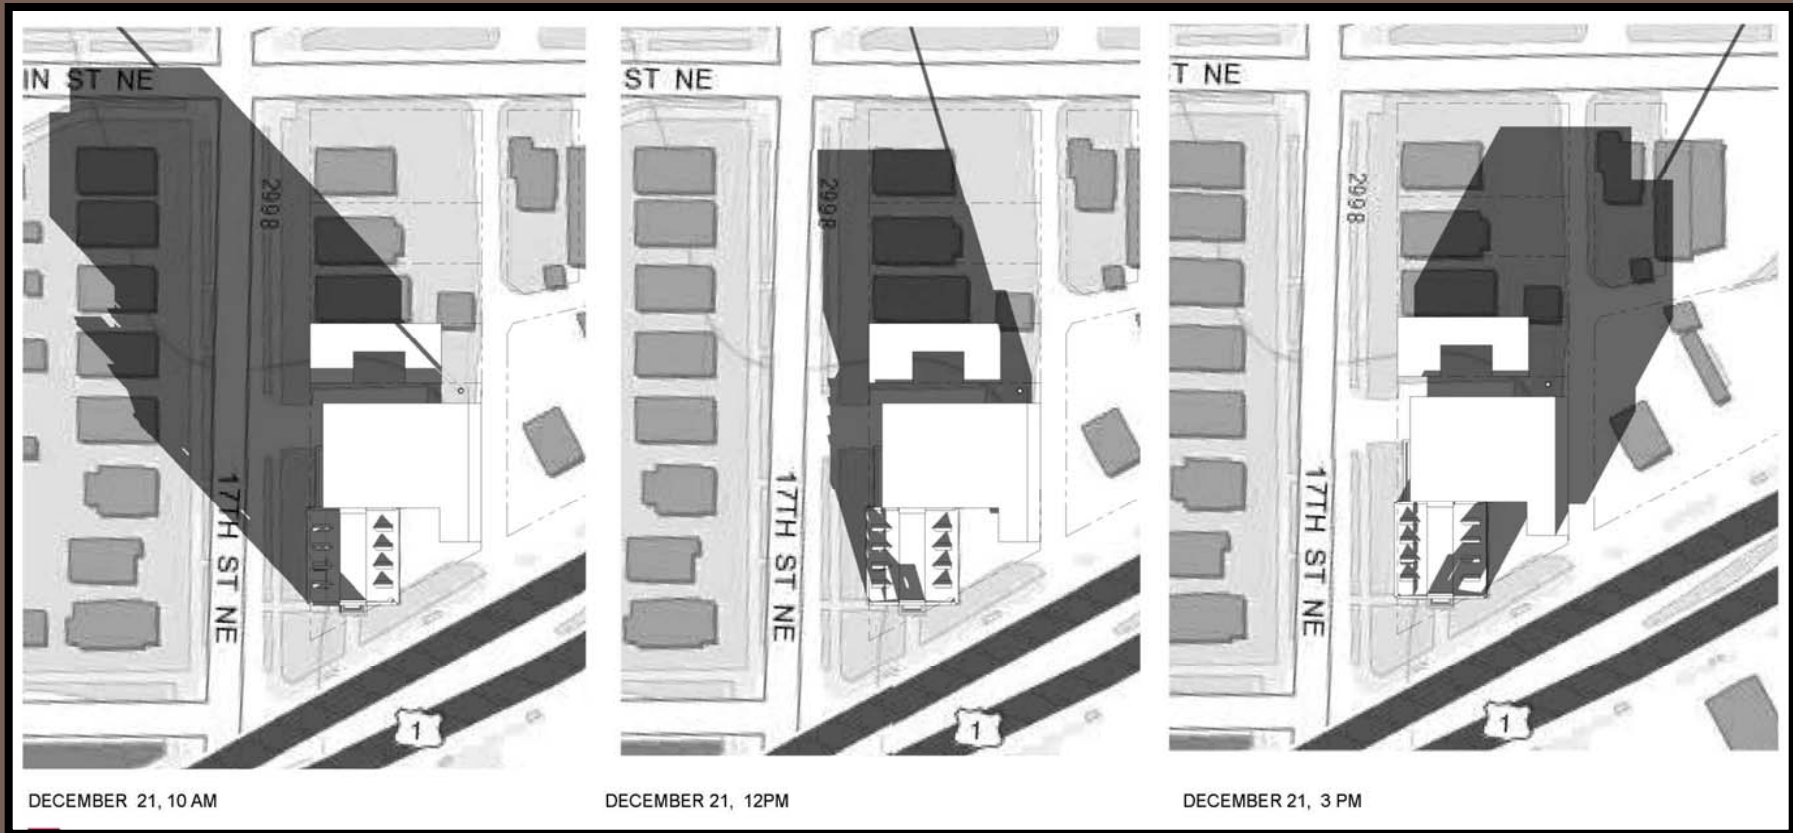 IN ST NE
2998
17TH ST NE
1
DECEMBER 21, 10 AM
ST NE
2998
17TH ST NE
1
DECEMBER 21, 12PM
T NE
2998
17TH ST NE
1
DECEMBER 21, 3 PM